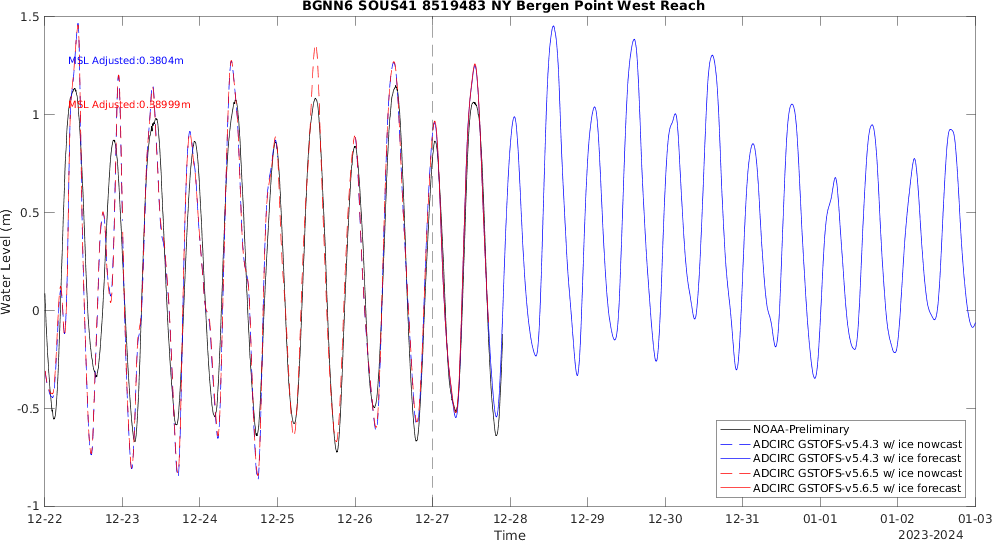 BGNN6 SOUS41 8519483 NY Bergen Point West Reach
1.5
MSL Adjusted:0.3804m
MSL Adjusted:0.38999m
1
0.5
0
-0.5
-1
Water Level (m)
NOAA-Preliminary
ADCIRC GSTOFS-v5.4.3 w/ ice nowcast
ADCIRC GSTOFS-v5.4.3 w/ ice forecast
ADCIRC GSTOFS-v5.6.5 w/ ice nowcast
ADCIRC GSTOFS-v5.6.5 w/ ice forecast
12-22 12-23 12-24 12-25 12-26 12-27 12-28 12-29 12-30 12-31 01-01 01-02 01-03
Time
2023-2024